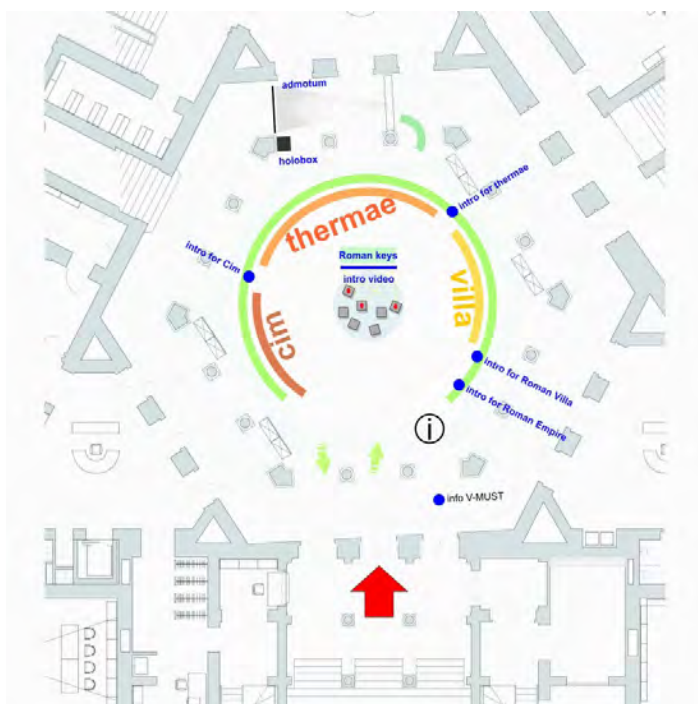 admotum
holobox
intro for thermae
thermae
intro for Cim
Roman keys
intro video
villa
cim
intro for Roman Villa
intro for Roman Empire
i
info V-MUST